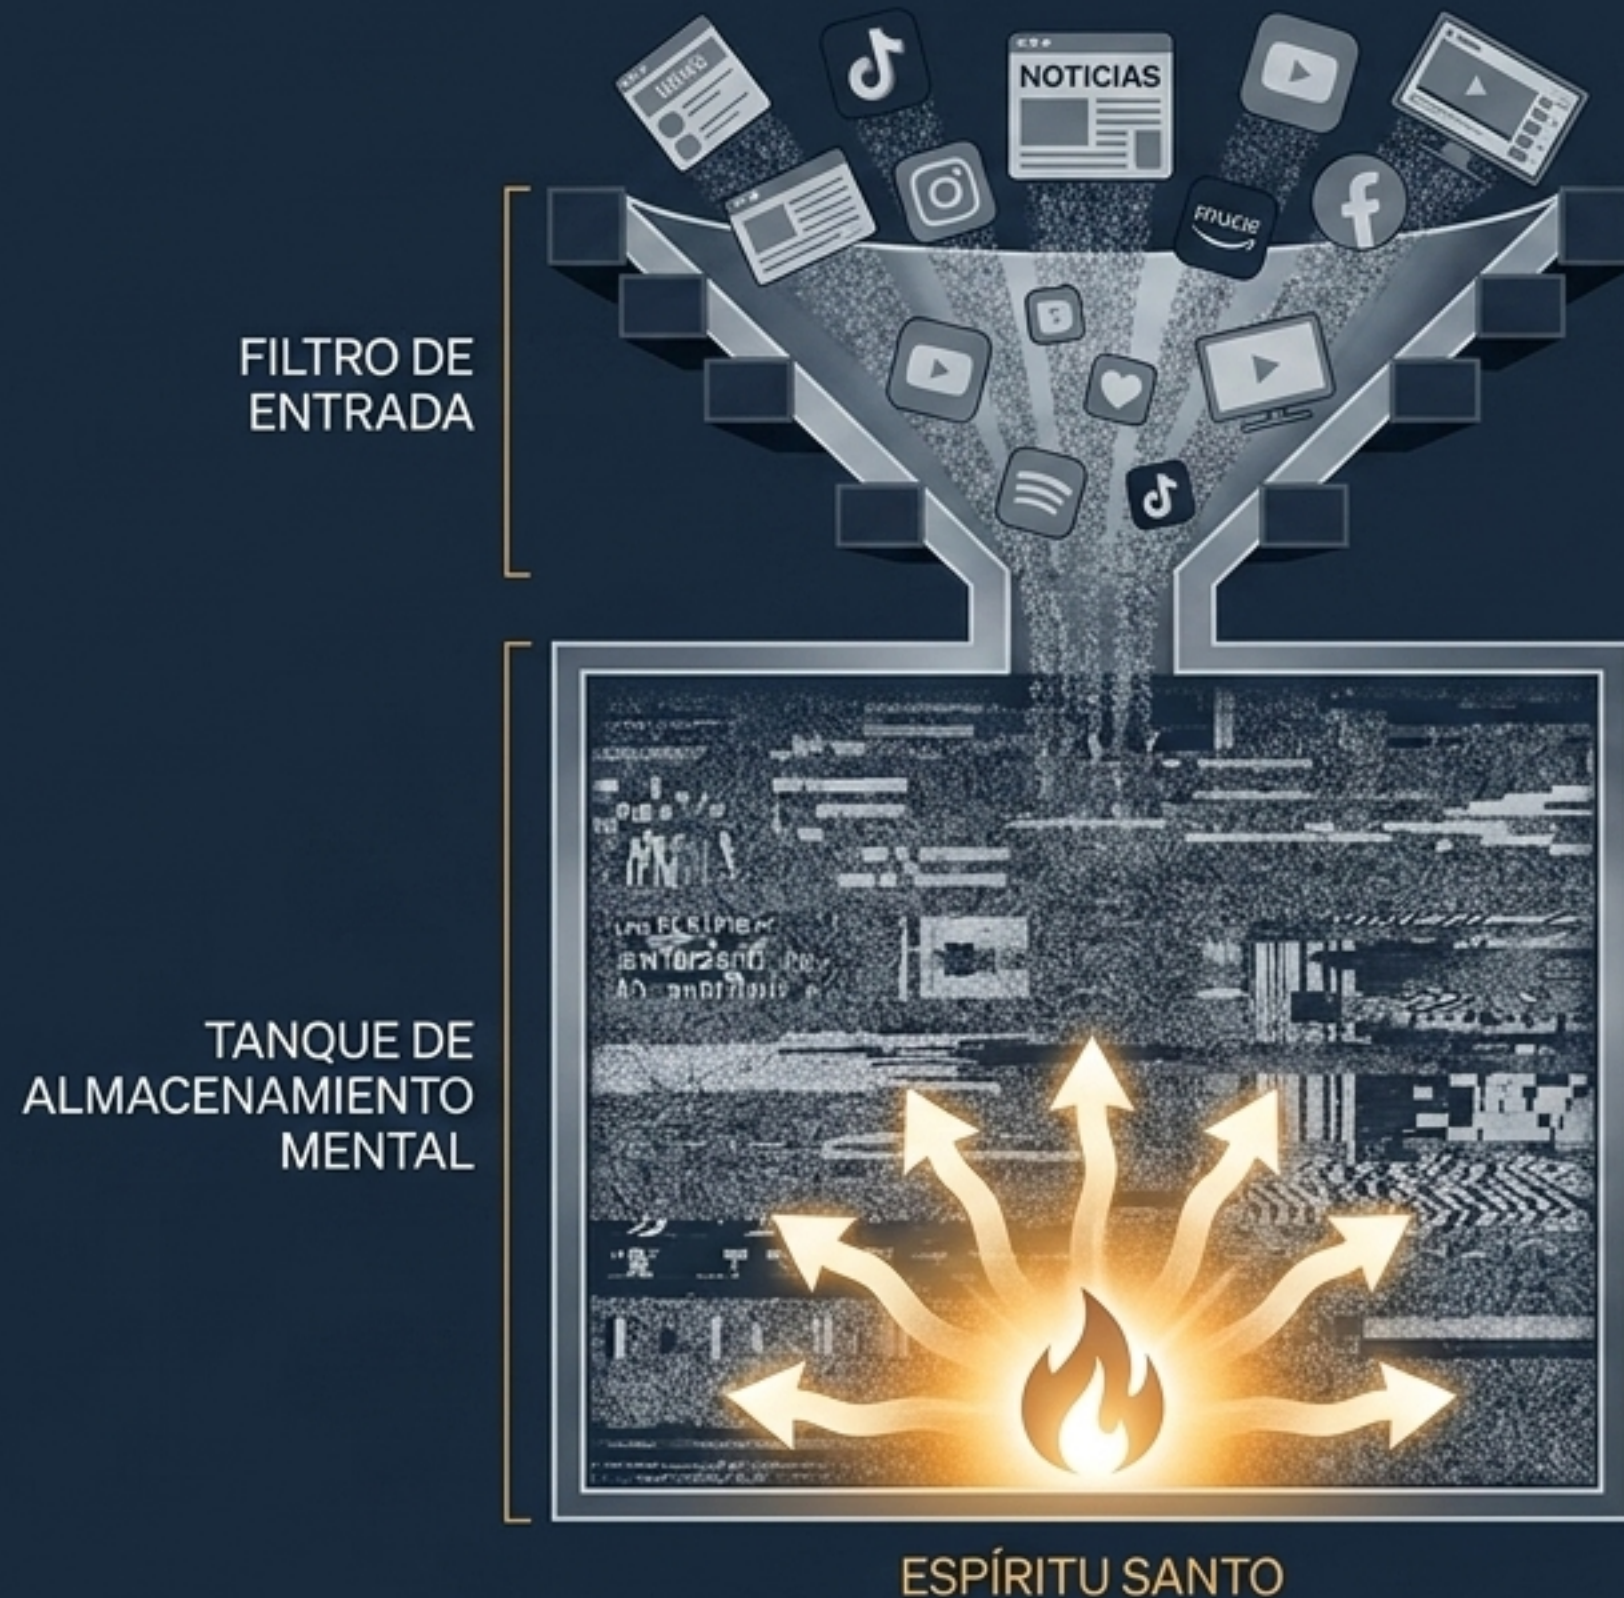 NOTICIAS
FILTRO DE
ENTRADA
TANQUE DE
ALMACENAMIENTO
MENTAL
ESPÍRITU SANTO